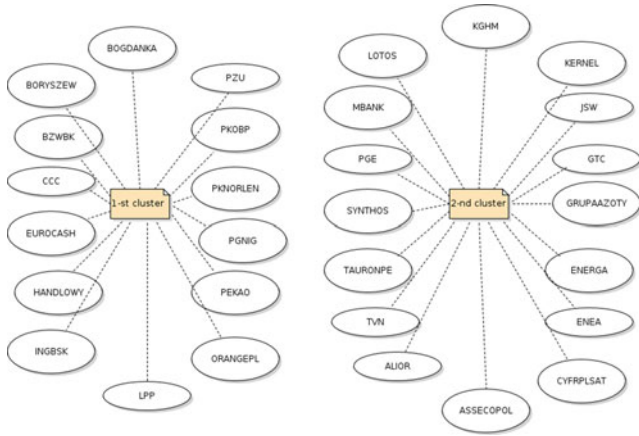 BOGDANKA
BORYSZEW
PZU
BZWBK
PKOBP
CCC
PKNORLEN
1-st cluster
EUROCASH
PGNIG
HANDLOWY
PEKAO
INGBSK
ORANGEPL
LPP
KGHM
LOTOS
KERNEL
MBANK
JSW
PGE
GTC
2-nd cluster
SYNTHOS
GRUPAAZOTY
TAURONPE
ENERGA
TVN
ENEA
ALIOR
CYFRPLSAT
ASSECOPOL